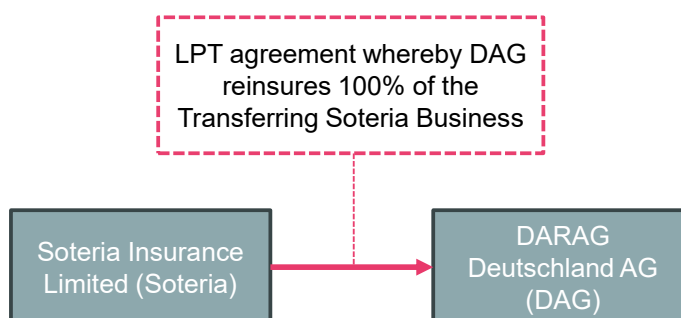 LPT agreement whereby DAG
reinsures 100% of the
Transferring Soteria Business
Soteria Insurance
Limited (Soteria)
DARAG
Deutschland AG
(DAG)